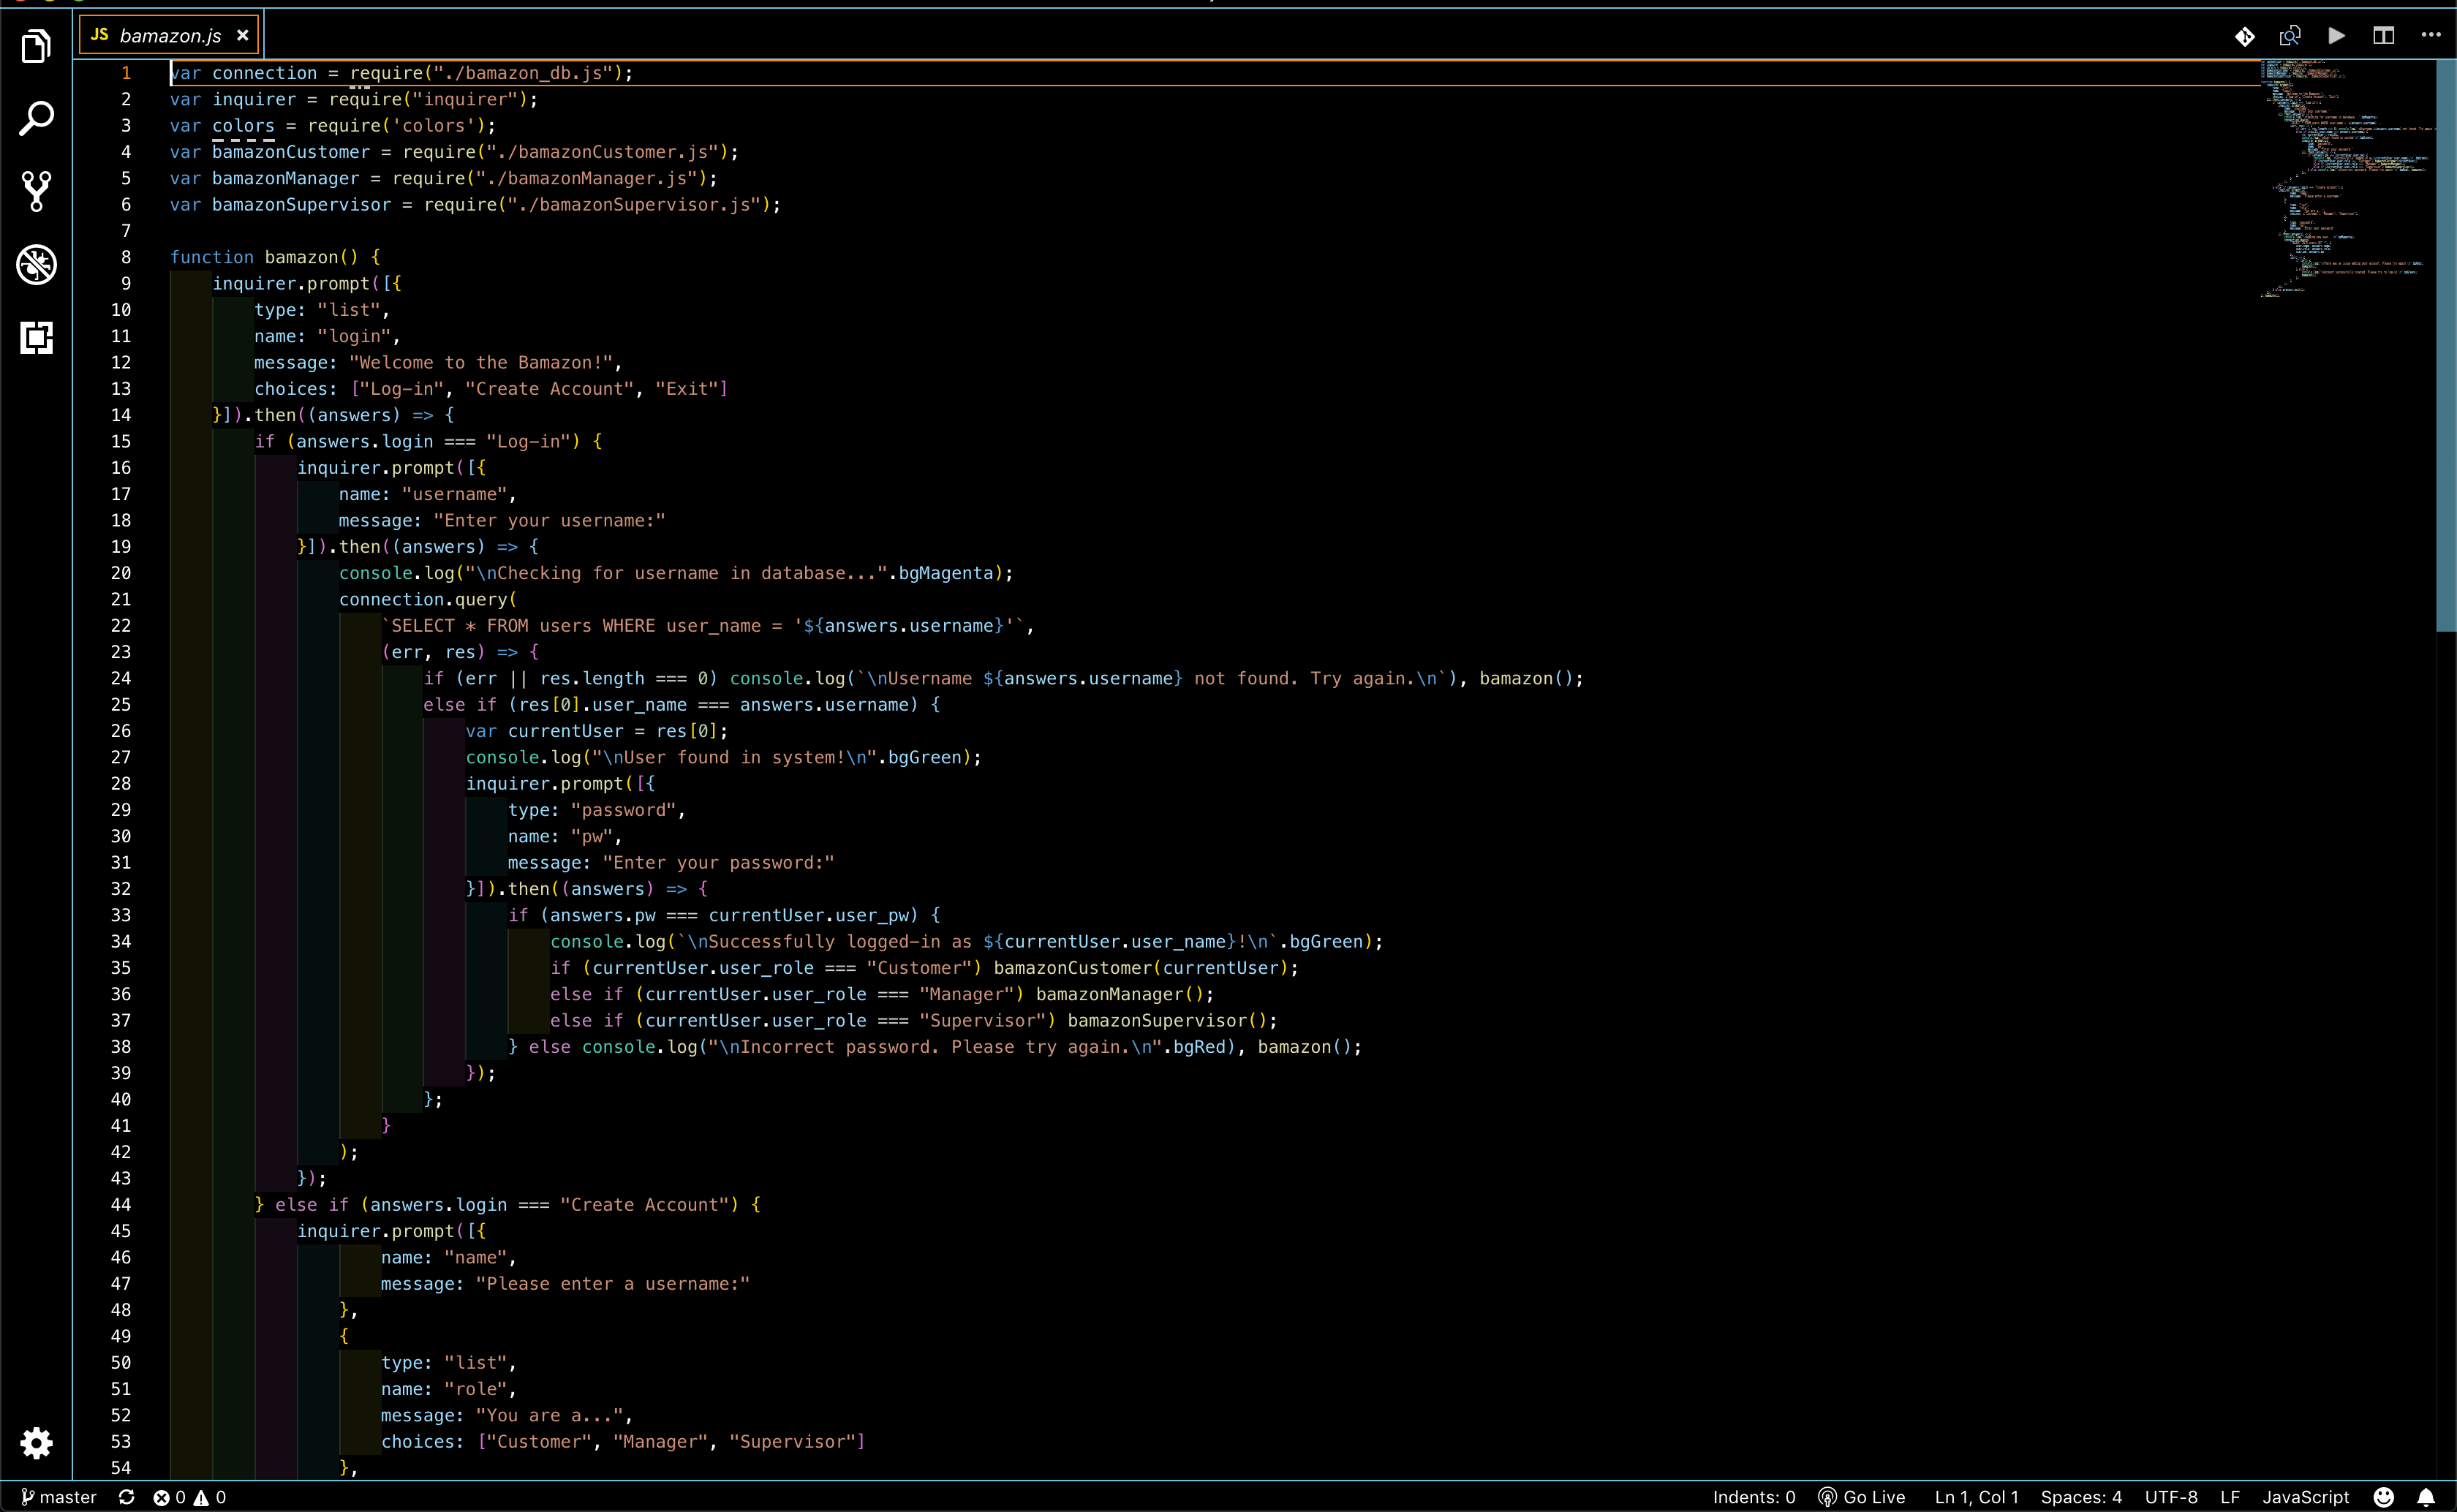 JS bamazon.js ×
1 var connection = require("./bamazon_db.js");
2 var inquirer = require("inquirer");
3 var colors = require('colors');
4 var bamazonCustomer = require("./bamazonCustomer.js");
5 var bamazonManager = require("./bamazonManager.js");
6 var bamazonSupervisor = require("./bamazonSupervisor.js");
7
8 function bamazon() {
9     inquirer.prompt([{
10         type: "list",
11         name: "login",
12         message: "Welcome to the Bamazon!",
13         choices: ["Log-in", "Create Account", "Exit"]
14     }]).then((answers) => {
15         if (answers.login === "Log-in") {
16             inquirer.prompt([{
17                 name: "username",
18                 message: "Enter your username:"
19             }]).then((answers) => {
20                 console.log("\nChecking for username in database...".bgMagenta);
21                 connection.query(
22                     `SELECT * FROM users WHERE user_name = '${answers.username}'`,
23                     (err, res) => {
24                         if (err || res.length === 0) console.log(`\nUsername ${answers.username} not found. Try again.\n`), bamazon();
25                         else if (res[0].user_name === answers.username) {
26                             var currentUser = res[0];
27                             console.log("\nUser found in system!\n".bgGreen);
28                             inquirer.prompt([{
29                                 type: "password",
30                                 name: "pw",
31                                 message: "Enter your password:"
32                             }]).then((answers) => {
33                                 if (answers.pw === currentUser.user_pw) {
34                                     console.log(`\nSuccessfully logged-in as ${currentUser.user_name}!\n`.bgGreen);
35                                     if (currentUser.user_role === "Customer") bamazonCustomer(currentUser);
36                                     else if (currentUser.user_role === "Manager") bamazonManager();
37                                     else if (currentUser.user_role === "Supervisor") bamazonSupervisor();
38                                 } else console.log("\nIncorrect password. Please try again.\n".bgRed), bamazon();
39                             });
40                         };
41                     }
42                 );
43             });
44         } else if (answers.login === "Create Account") {
45             inquirer.prompt([{
46                     name: "name",
47                     message: "Please enter a username:"
48                 },
49                 {
50                     type: "list",
51                     name: "role",
52                     message: "You are a...",
53                     choices: ["Customer", "Manager", "Supervisor"]
54                 },
master 0 0 Indents: 0 Go Live Ln 1, Col 1 Spaces: 4 UTF-8 LF JavaScript